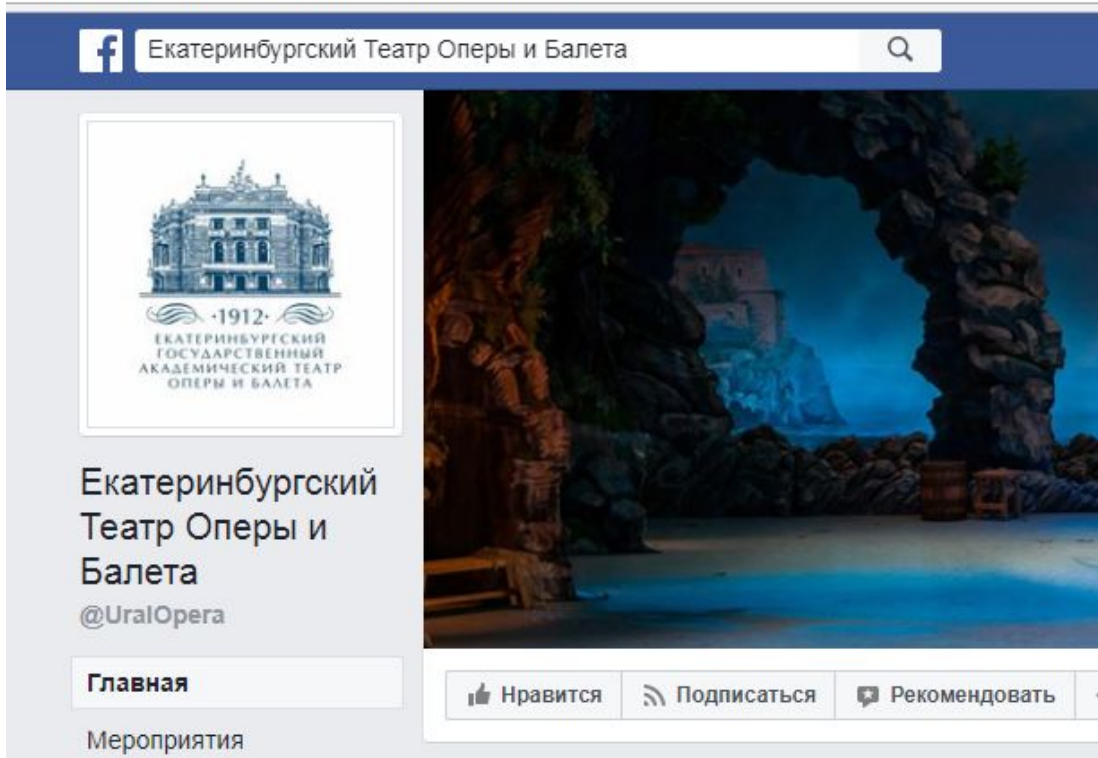 Екатеринбургский Театр Оперы и Балета
·1912·
ЕКАТЕРИНБУРГСКИЙ
ГОСУДАРСТВЕННЫЙ
АКАДЕМИЧЕСКИЙ ТЕАТР
ОПЕРЫ И БАЛЕТА
Екатеринбургский
Театр Оперы и
Балета
@UralOpera
Главная
Мероприятия
Нравится Подписаться Рекомендовать